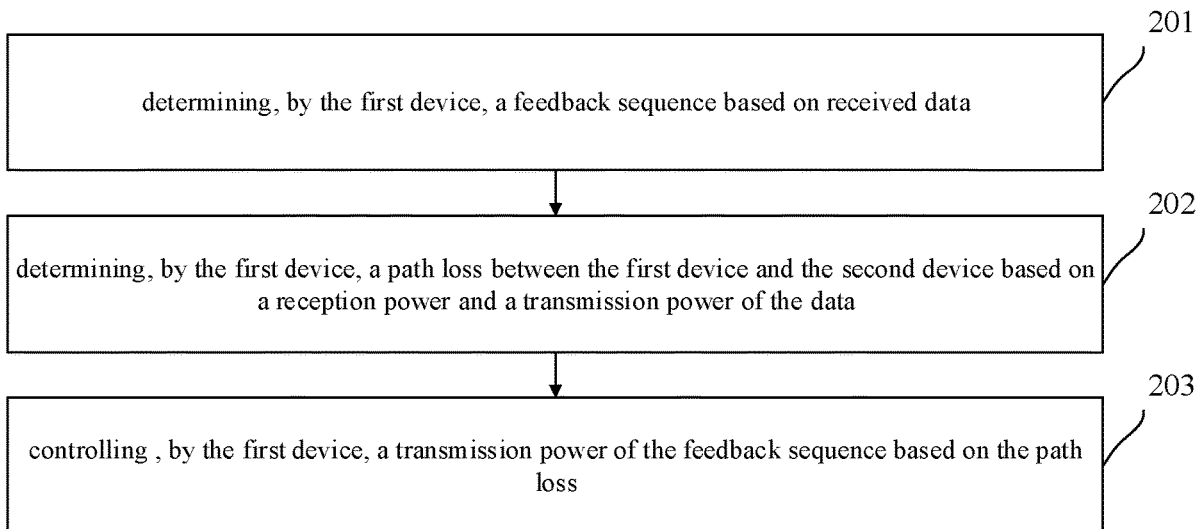 201
determining, by the first device, a feedback sequence based on received data
202
determining, by the first device, a path loss between the first device and the second device based on
a reception power and a transmission power of the data
203
controlling , by the first device, a transmission power of the feedback sequence based on the path
loss